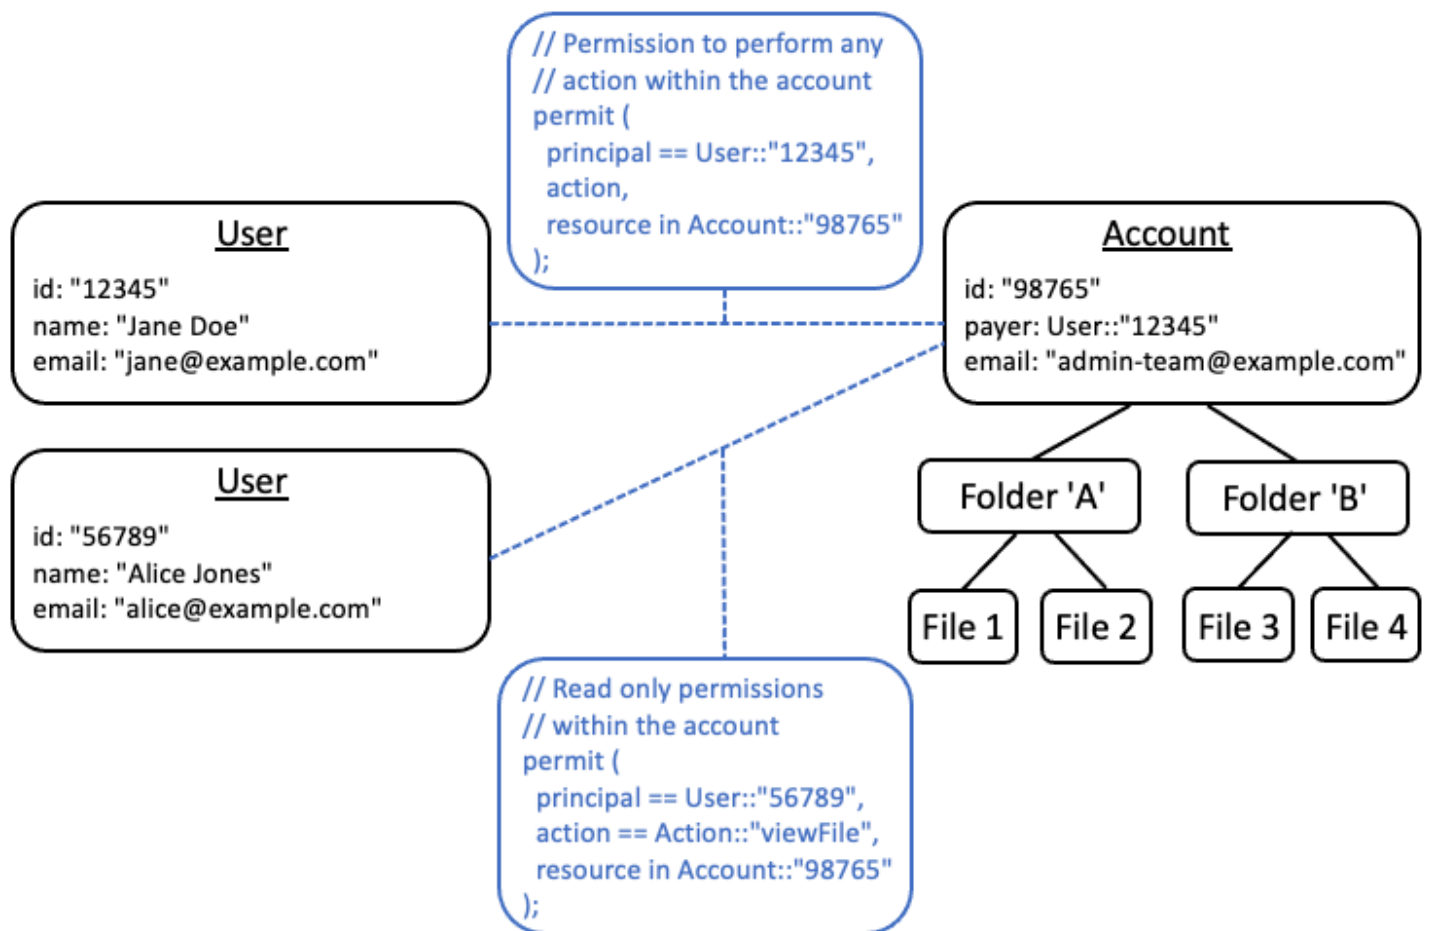 // Permission to perform any
// action within the account
permit (
principal == User::"12345",
action,
resource in Account::"98765"
);
User
id: "12345"
name: "Jane Doe"
email: "jane@example.com"
Account
id: "98765"
payer: User::"12345"
email: "admin-team@example.com"
User
id: "56789"
name: "Alice Jones"
email: "alice@example.com"
Folder 'A'
Folder 'B'
File 1
File 2
File 3
File 4
// Read only permissions
// within the account
permit (
principal == User::"56789",
action == Action::"viewFile",
resource in Account::"98765"
);